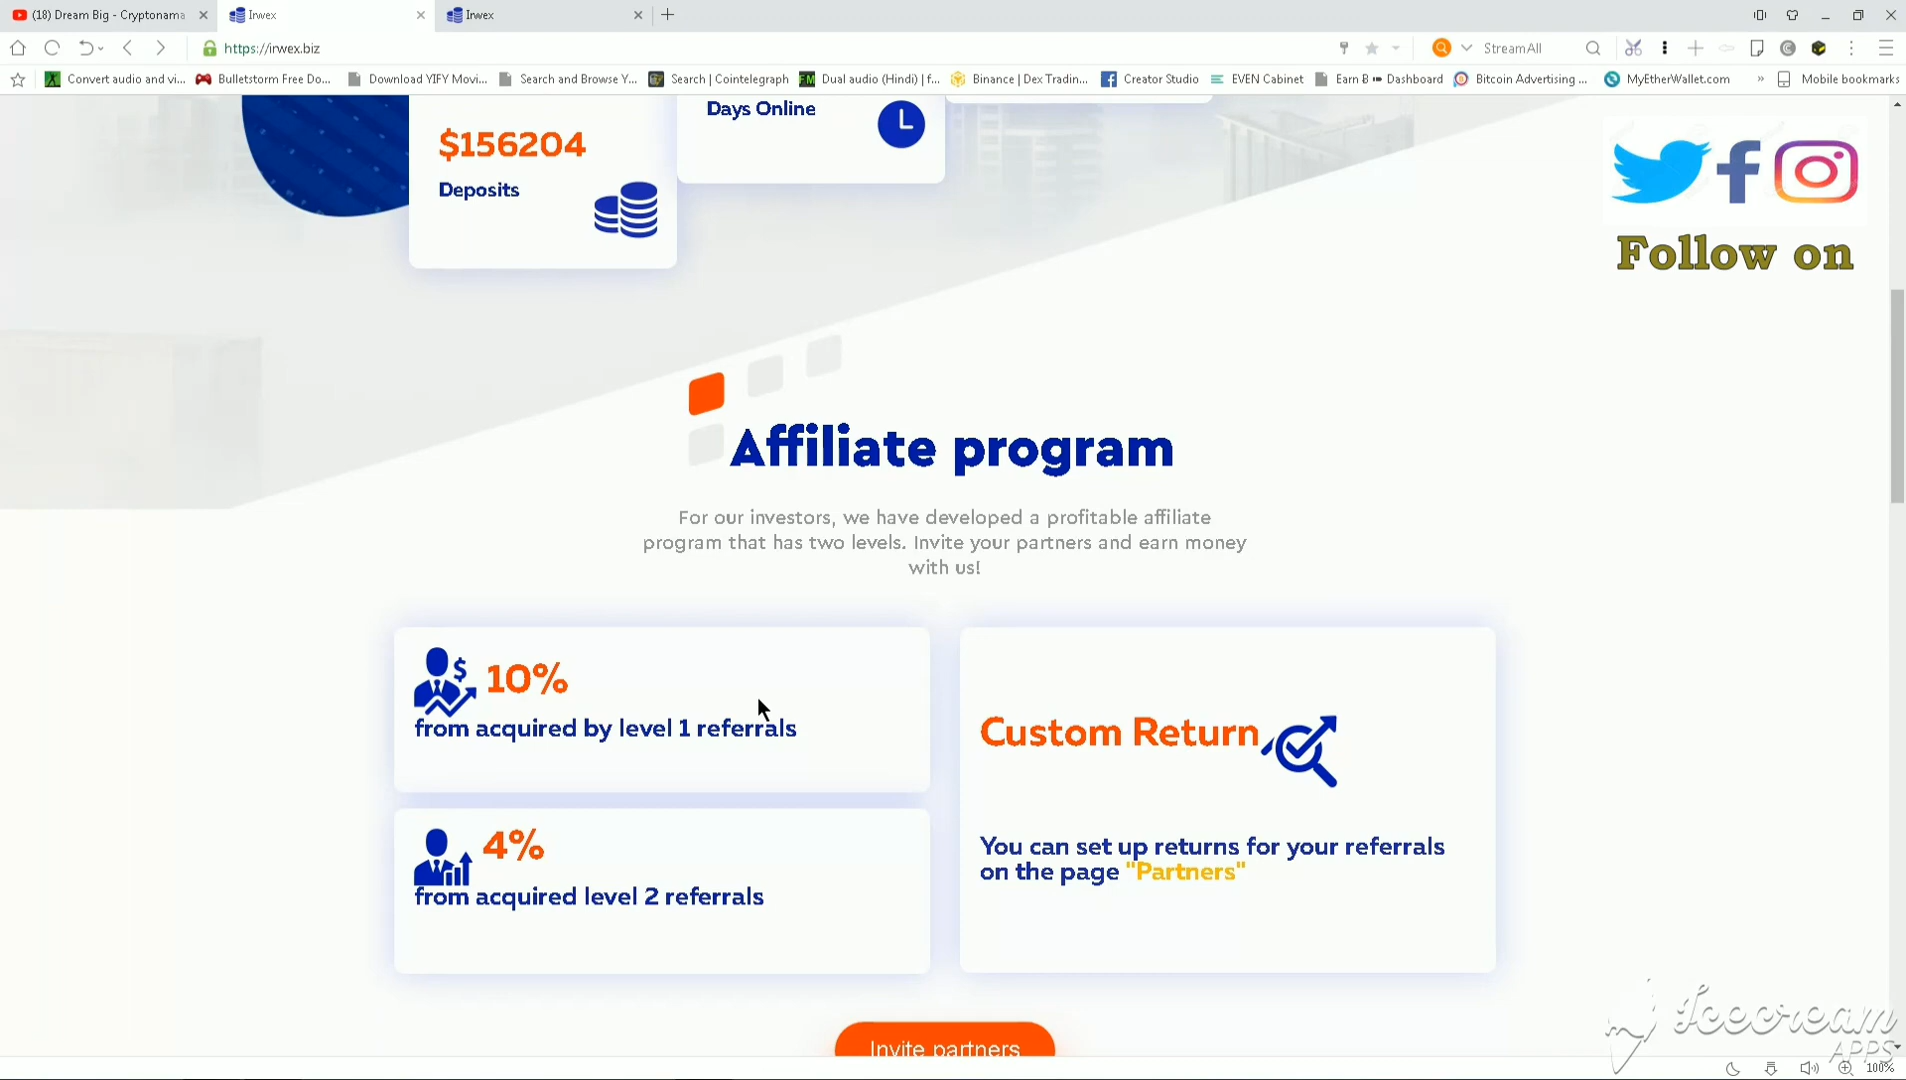 (18) Dream Big - Cryptonama
Irwex
Irwex
https://irwex.biz
StreamAll
Convert audio and vi...
Bulletstorm Free Do...
Download YIFY Movi...
Search and Browse Y...
Search | Cointelegraph
Dual audio (Hindi) | f...
Binance | Dex Tradin...
Creator Studio
EVEN Cabinet
Earn Ƀ ➠ Dashboard
Bitcoin Advertising ...
MyEtherWallet.com
»
Mobile bookmarks
Days Online
$156204
Deposits
Follow on
Affiliate program
For our investors, we have developed a profitable affiliate
program that has two levels. Invite your partners and earn money
with us!
10%
from acquired by level 1 referrals
4%
from acquired level 2 referrals
Custom Return
You can set up returns for your referrals
on the page "Partners"
Invite partners
Icecream
APPS
100%